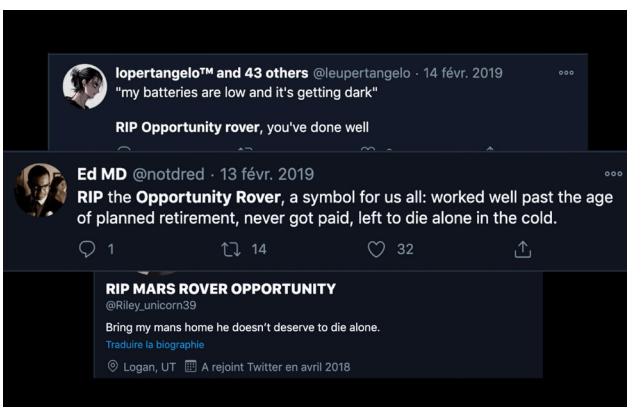 lopertangelo™ and 43 others @leupertangelo · 14 févr. 2019
"my batteries are low and it's getting dark"
RIP Opportunity rover, you've done well
Ed MD @notdred · 13 févr. 2019
RIP the Opportunity Rover, a symbol for us all: worked well past the age
of planned retirement, never got paid, left to die alone in the cold.
1 14 32
RIP MARS ROVER OPPORTUNITY
@Riley_unicorn39
Bring my mans home he doesn’t deserve to die alone.
Traduire la biographie
Logan, UT A rejoint Twitter en avril 2018